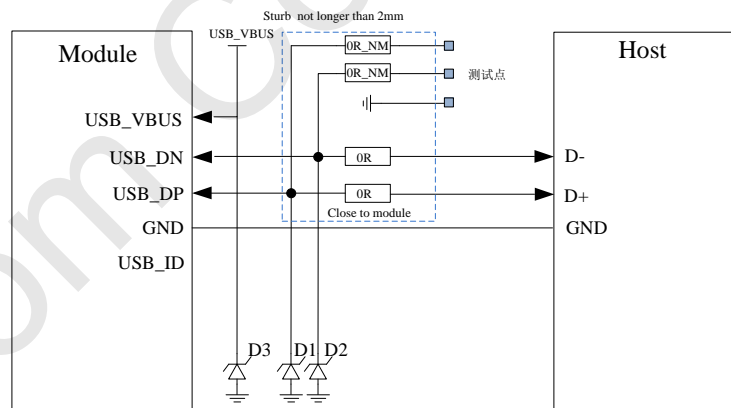 Sturb not longer than 2mm
USB_VBUS
Module
Host
0R_NM
0R_NM
测试点
USB_VBUS
USB_DN
0R
D-
USB_DP
0R
D+
Close to module
GND
GND
USB_ID
D3
D1
D2